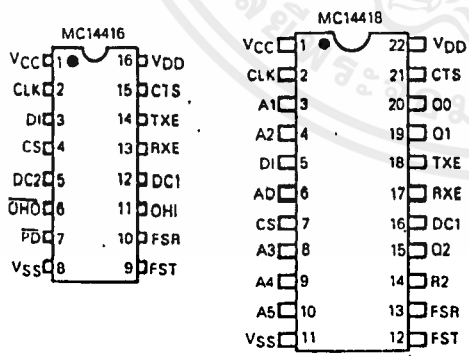 MC14416
VCC 1 16 VDD
CLK 2 15 CTS
DI 3 14 TXE
CS 4 13 RXE
DC2 5 12 DC1
OHO 6 11 OHI
PD 7 10 FSR
VSS 8 9 FST
MC14418
VCC 1 22 VDD
CLK 2 21 CTS
A1 3 20 Q0
A2 4 19 Q1
DI 5 18 TXE
AD 6 17 RXE
CS 7 16 DC1
A3 8 15 Q2
A4 9 14 R2
A5 10 13 FSR
VSS 11 12 FST